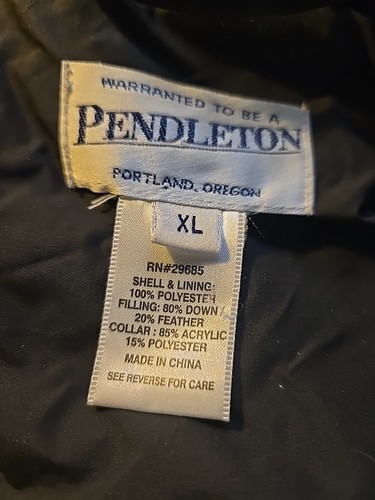 WARRANTED TO BE A
PENDLETON
PORTLAND, OREGON
XL
RN#29685
SHELL & LINING:
100% POLYESTER
FILLING: 80% DOWN/
20% FEATHER
COLLAR : 85% ACRYLIC
15% POLYESTER
MADE IN CHINA
SEE REVERSE FOR CARE